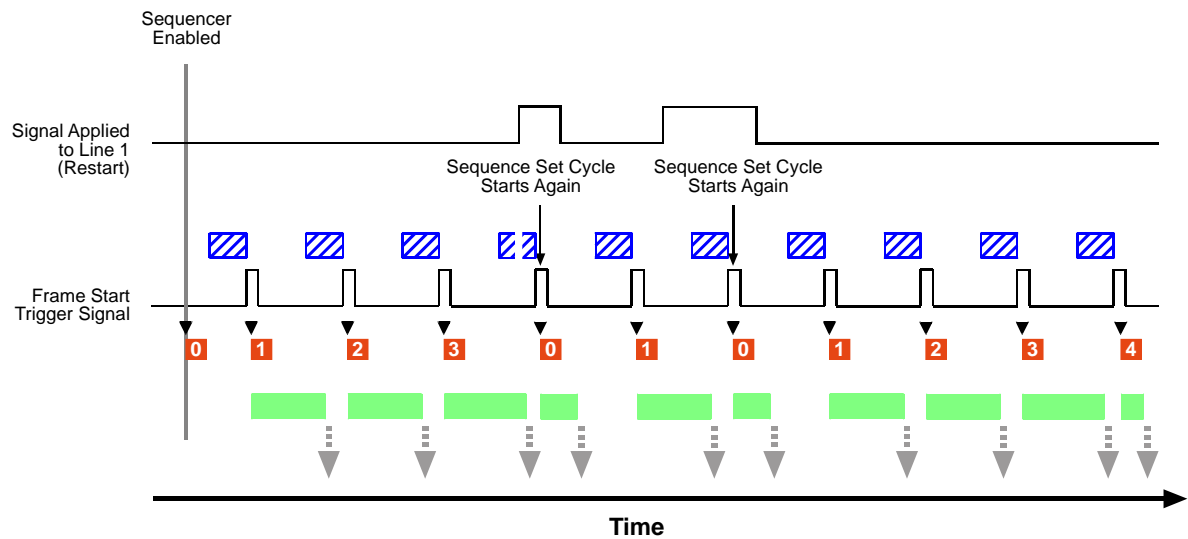 Sequencer
Enabled
Signal Applied
to Line 1
(Restart)
Sequence Set Cycle
Starts Again
Sequence Set Cycle
Starts Again
Frame Start
Trigger Signal
0 1 2 3 0 1 0 1 2 3 4
Time